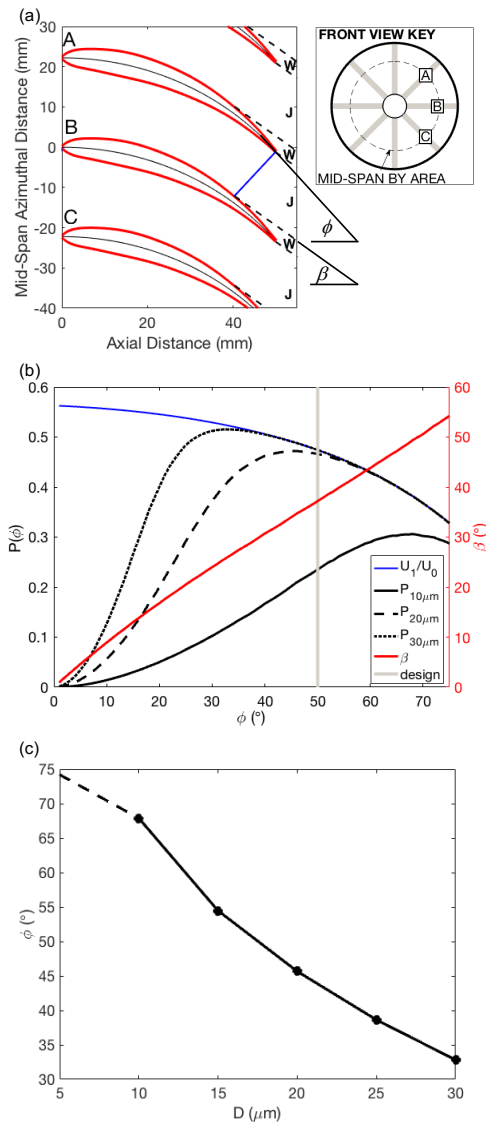 (a)
Mid-Span Azimuthal Distance (mm)
30
20
10
0
-10
-20
-30
-40
A
B
C
W
J
W
J
W
J
0
20
40
Axial Distance (mm)
ϕ
β
FRONT VIEW KEY
A
B
C
MID-SPAN BY AREA
(b)
P(ϕ)
0.6
0.5
0.4
0.3
0.2
0.1
0
0 10 20 30 40 50 60 70
ϕ (°)
60
50
40
30
20
10
0
β (°)
U₁/U₀
P₁₀μm
P₂₀μm
P₃₀μm
β
design
(c)
ϕ (°)
75
70
65
60
55
50
45
40
35
30
5 10 15 20 25 30
D (μm)